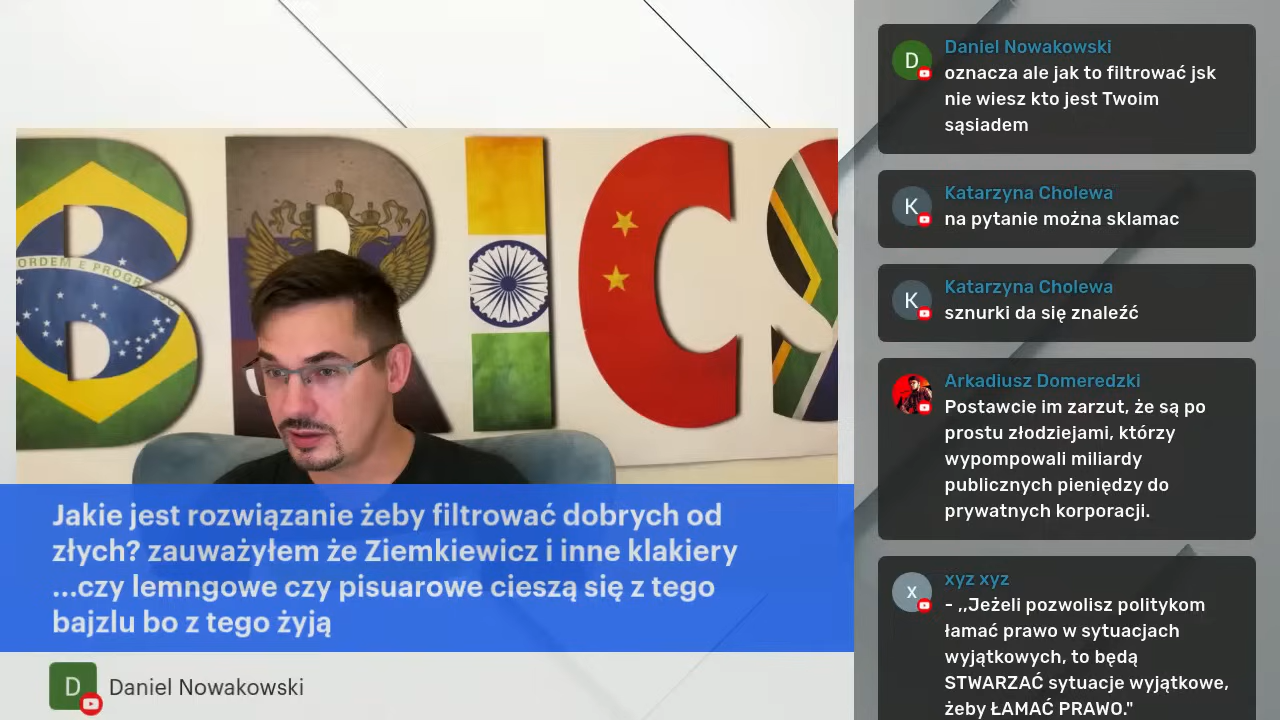 BRICS
ORDEM E PROGRESSO
Jakie jest rozwiązanie żeby filtrować dobrych od
złych? zauważyłem że Ziemkiewicz i inne klakiery
...czy lemngowe czy pisuarowe cieszą się z tego
bajzlu bo z tego żyją
D
Daniel Nowakowski
D
Daniel Nowakowski
oznacza ale jak to filtrować jsk
nie wiesz kto jest Twoim
sąsiadem
K
Katarzyna Cholewa
na pytanie można sklamac
K
Katarzyna Cholewa
sznurki da się znaleźć
Arkadiusz Domeredzki
Postawcie im zarzut, że są po
prostu złodziejami, którzy
wypompowali miliardy
publicznych pieniędzy do
prywatnych korporacji.
x
xyz xyz
- ,,Jeżeli pozwolisz politykom
łamać prawo w sytuacjach
wyjątkowych, to będą
STWARZAĆ sytuacje wyjątkowe,
żeby ŁAMAĆ PRAWO."